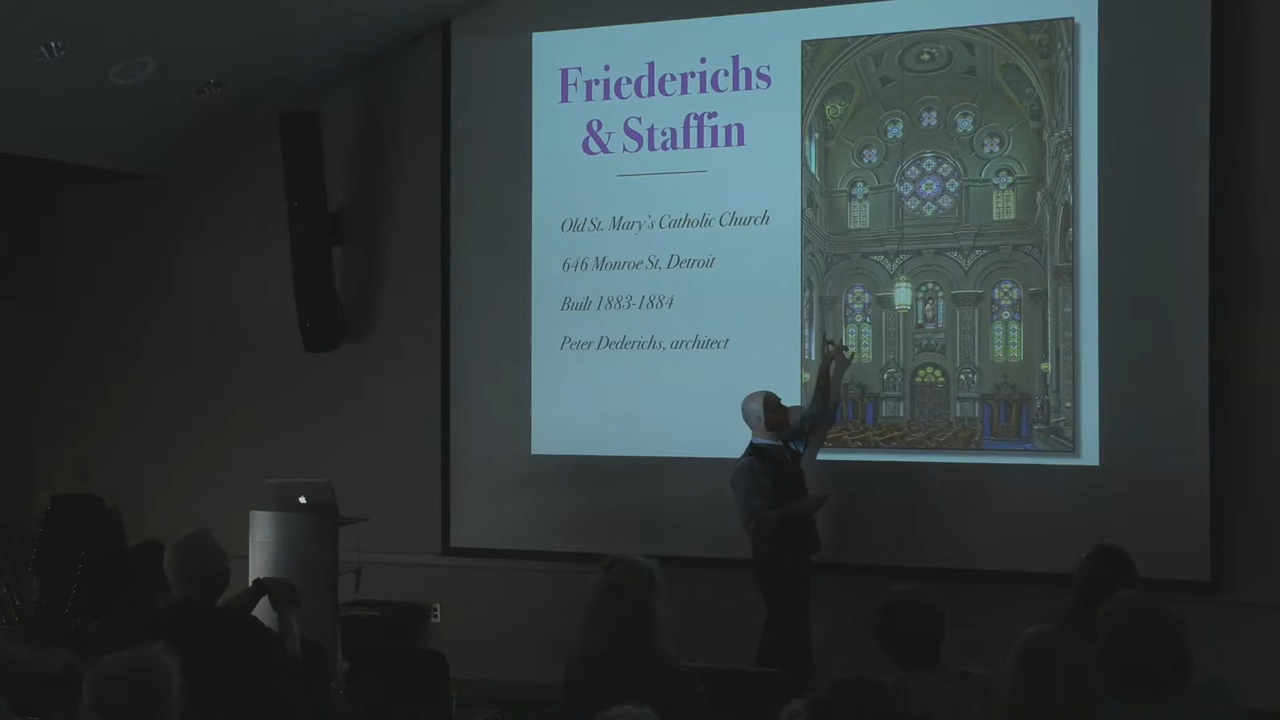 Friederichs
& Staffin
Old St. Mary's Catholic Church
646 Monroe St, Detroit
Built 1883-1884
Peter Dederichs, architect